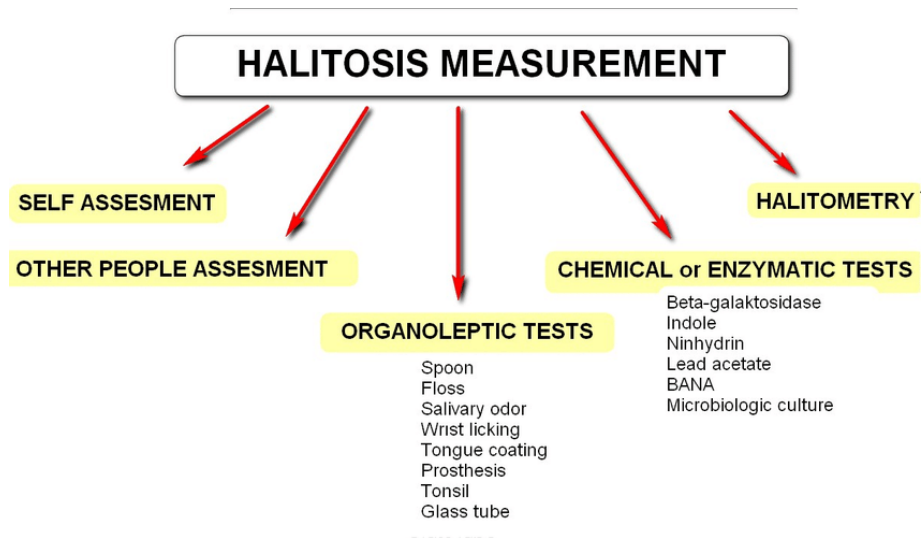 HALITOSIS MEASUREMENT
SELF ASSESMENT
OTHER PEOPLE ASSESMENT
ORGANOLEPTIC TESTS
Spoon
Floss
Salivary odor
Wrist licking
Tongue coating
Prosthesis
Tonsil
Glass tube
CHEMICAL or ENZYMATIC TESTS
Beta-galaktosidase
Indole
Ninhydrin
Lead acetate
BANA
Microbiologic culture
HALITOMETRY